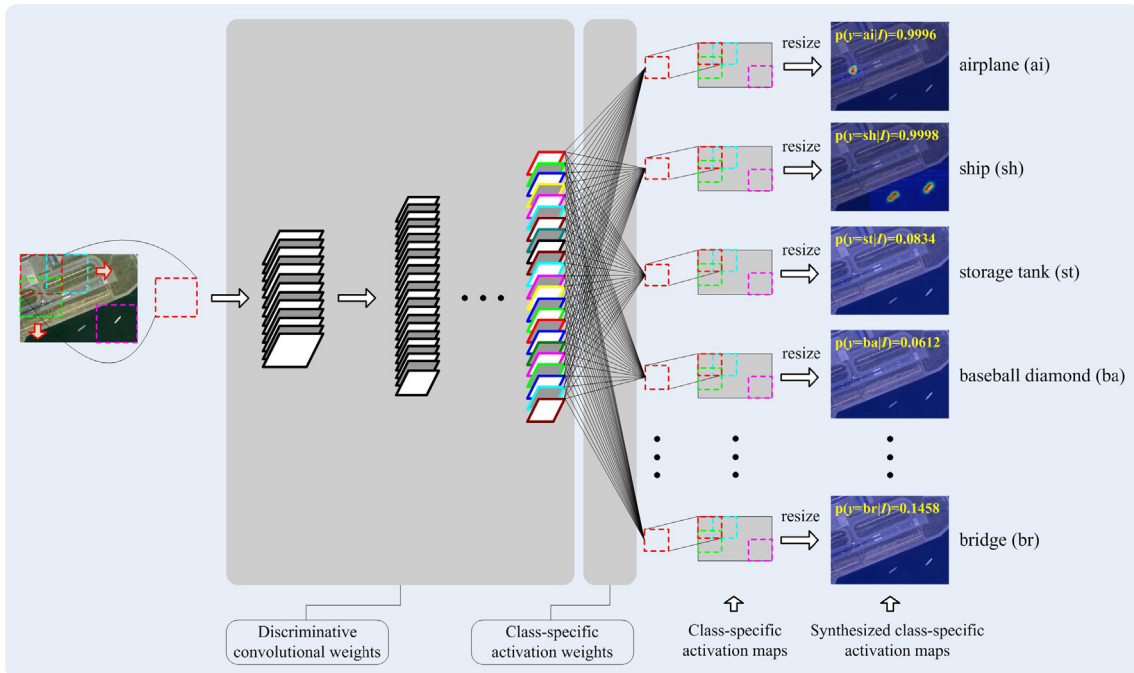 resize
p(y=ai|I)=0.9996
airplane (ai)
resize
p(y=sh|I)=0.9998
ship (sh)
resize
p(y=st|I)=0.0834
storage tank (st)
resize
p(y=ba|I)=0.0612
baseball diamond (ba)
resize
p(y=br|I)=0.1458
bridge (br)
Discriminative
convolutional weights
Class-specific
activation weights
Class-specific
activation maps
Synthesized class-specific
activation maps